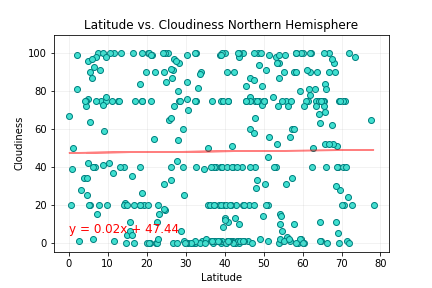 Latitude vs. Cloudiness Northern Hemisphere
100
80
60
40
20
0
Cloudiness
y = 0.02x + 47.44
0 10 20 30 40 50 60 70 80
Latitude